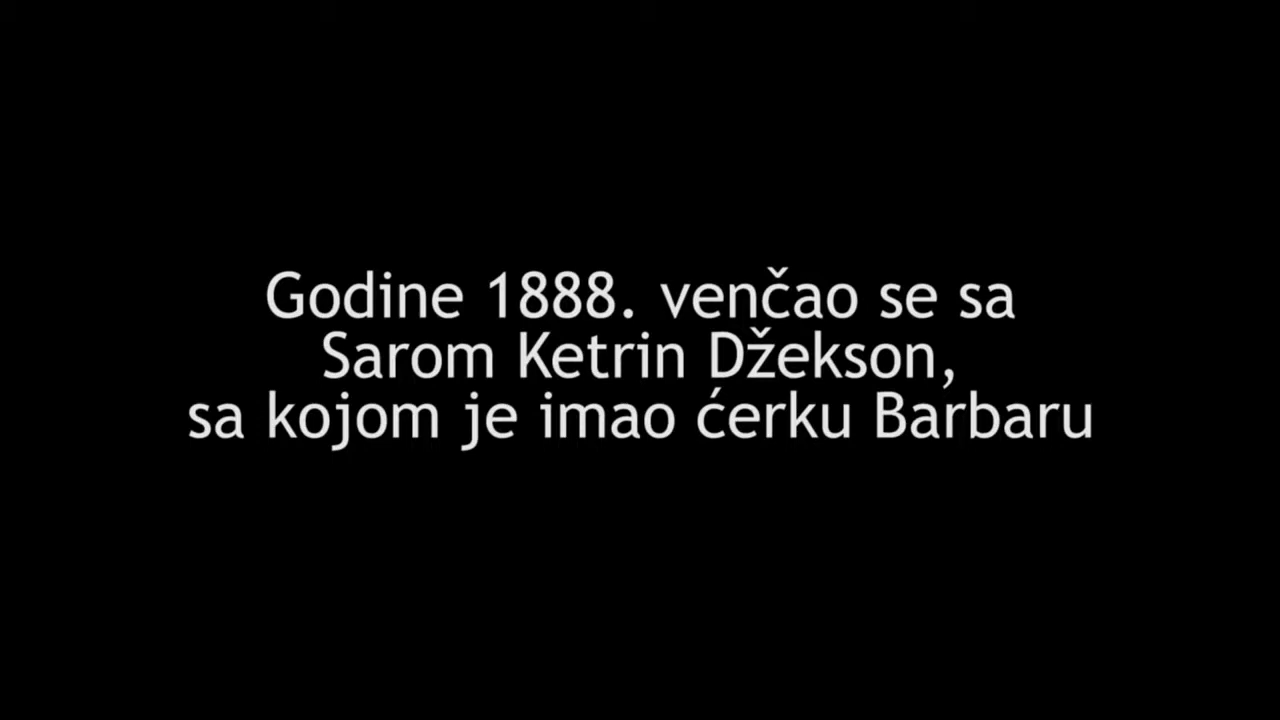 Godine 1888. venčao se sa
Sarom Ketrin Džekson,
sa kojom je imao ćerku Barbaru